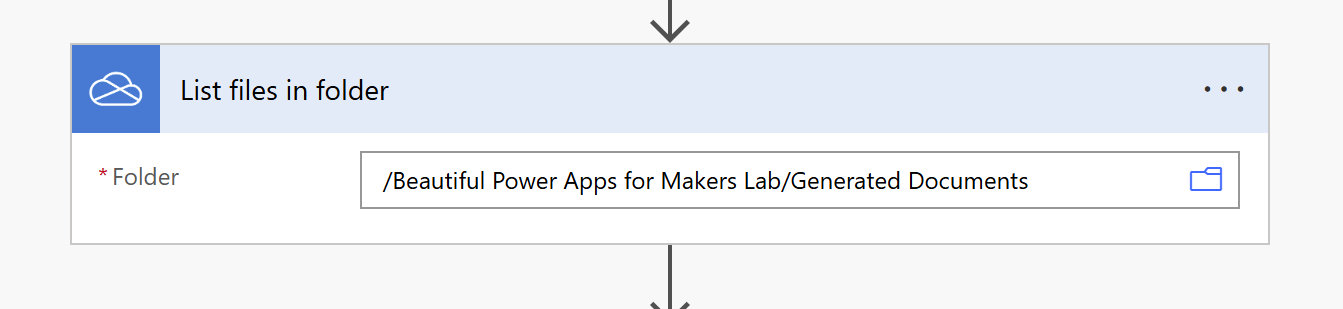 List files in folder
* Folder
/Beautiful Power Apps for Makers Lab/Generated Documents